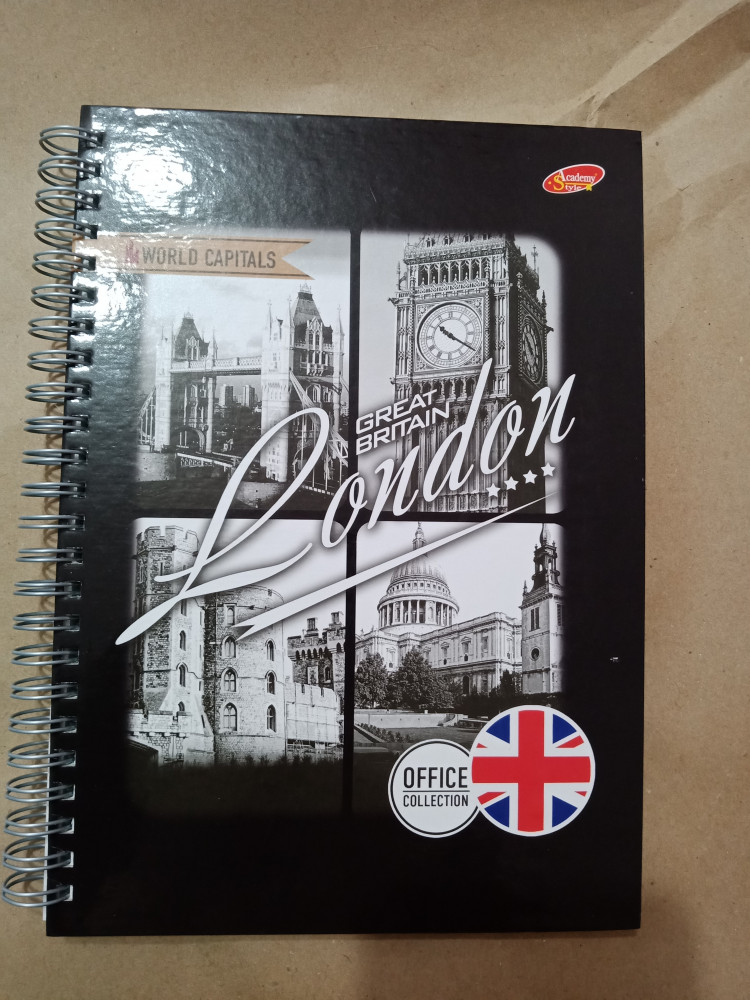 Academy
Style
WORLD CAPITALS
GREAT
BRITAIN
London
OFFICE
COLLECTION